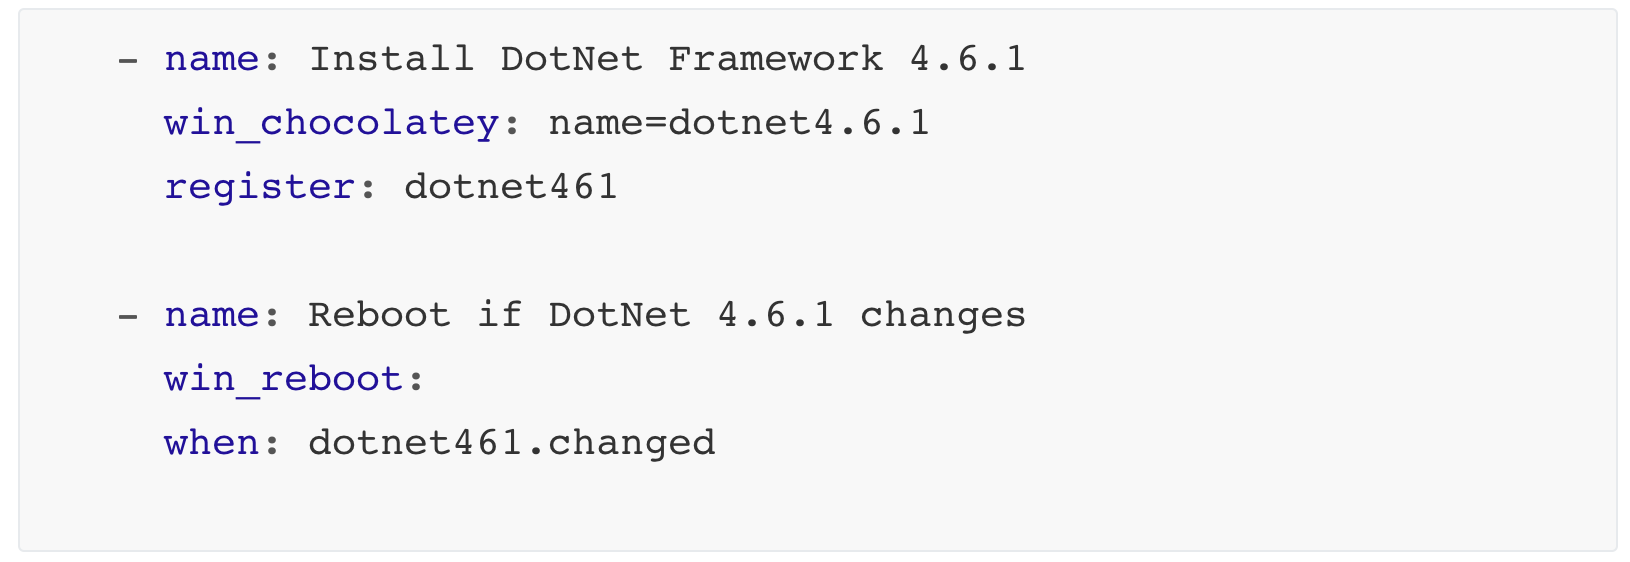 - name: Install DotNet Framework 4.6.1
  win_chocolatey: name=dotnet4.6.1
  register: dotnet461

- name: Reboot if DotNet 4.6.1 changes
  win_reboot:
  when: dotnet461.changed